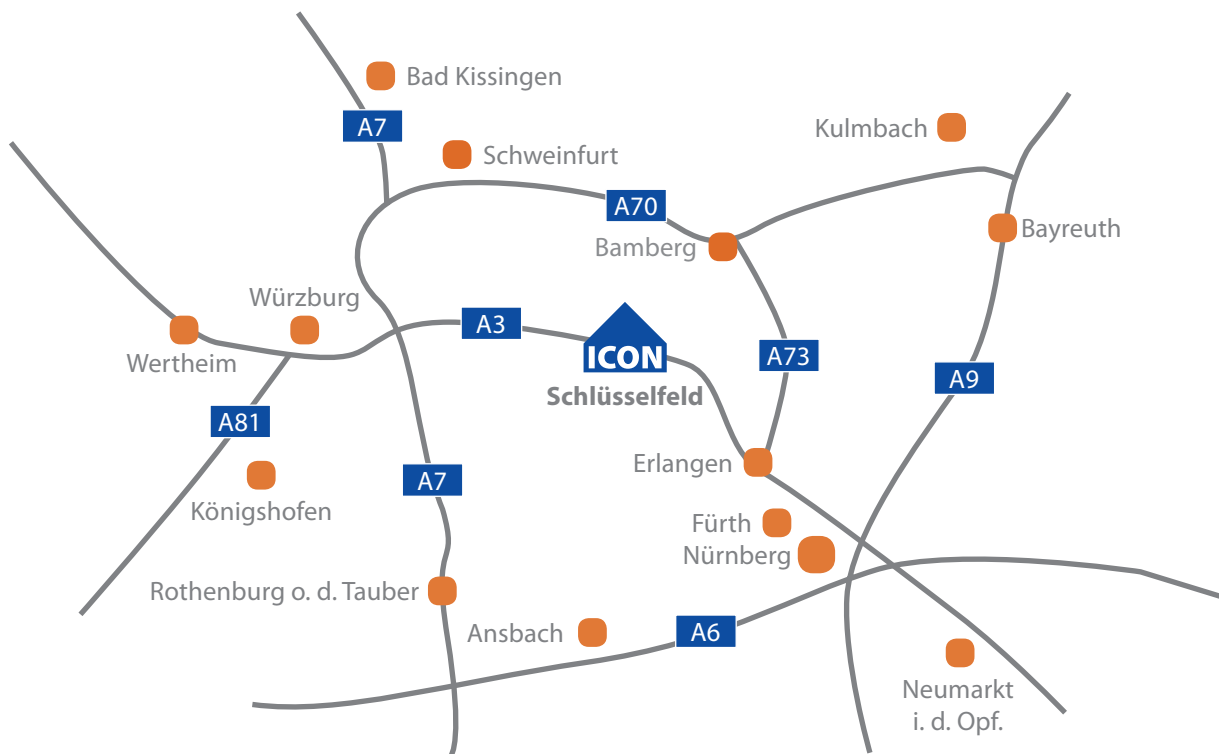 Bad Kissingen
A7
Kulmbach
Schweinfurt
A70
Bayreuth
Bamberg
Würzburg
A3
Wertheim
ICON
Schlüsselfeld
A73
A9
A81
Erlangen
A7
Königshofen
Fürth
Nürnberg
Rothenburg o. d. Tauber
Ansbach
A6
Neumarkt
i. d. Opf.